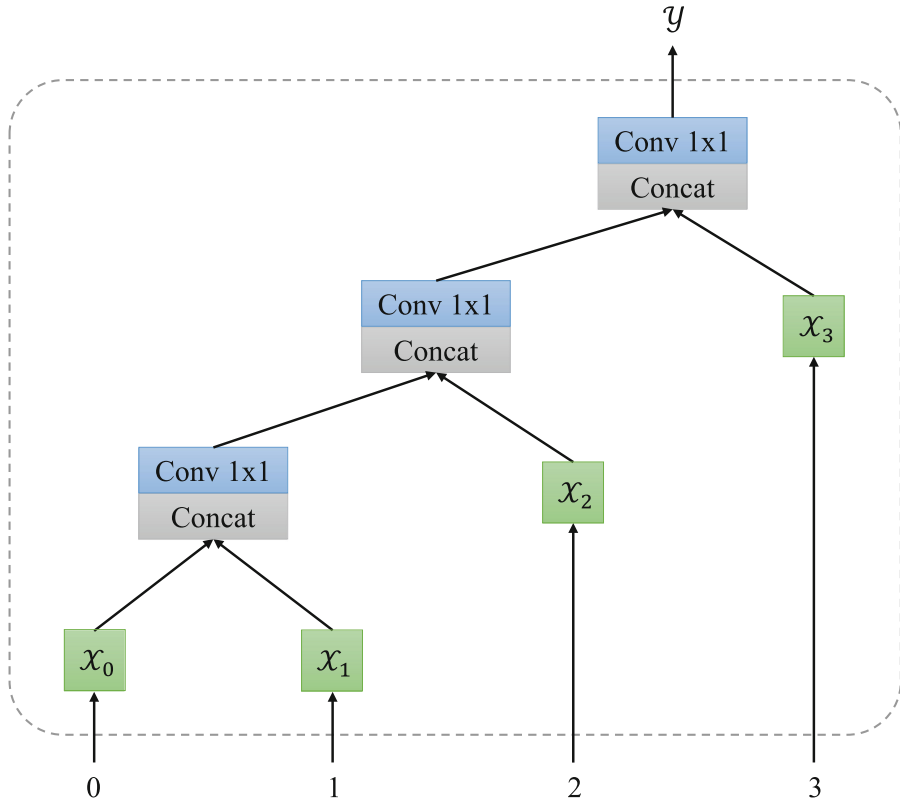 𝒴
Conv 1x1
Concat
Conv 1x1
Concat
𝒳₃
Conv 1x1
Concat
𝒳₂
𝒳₀ 𝒳₁
0 1 2 3